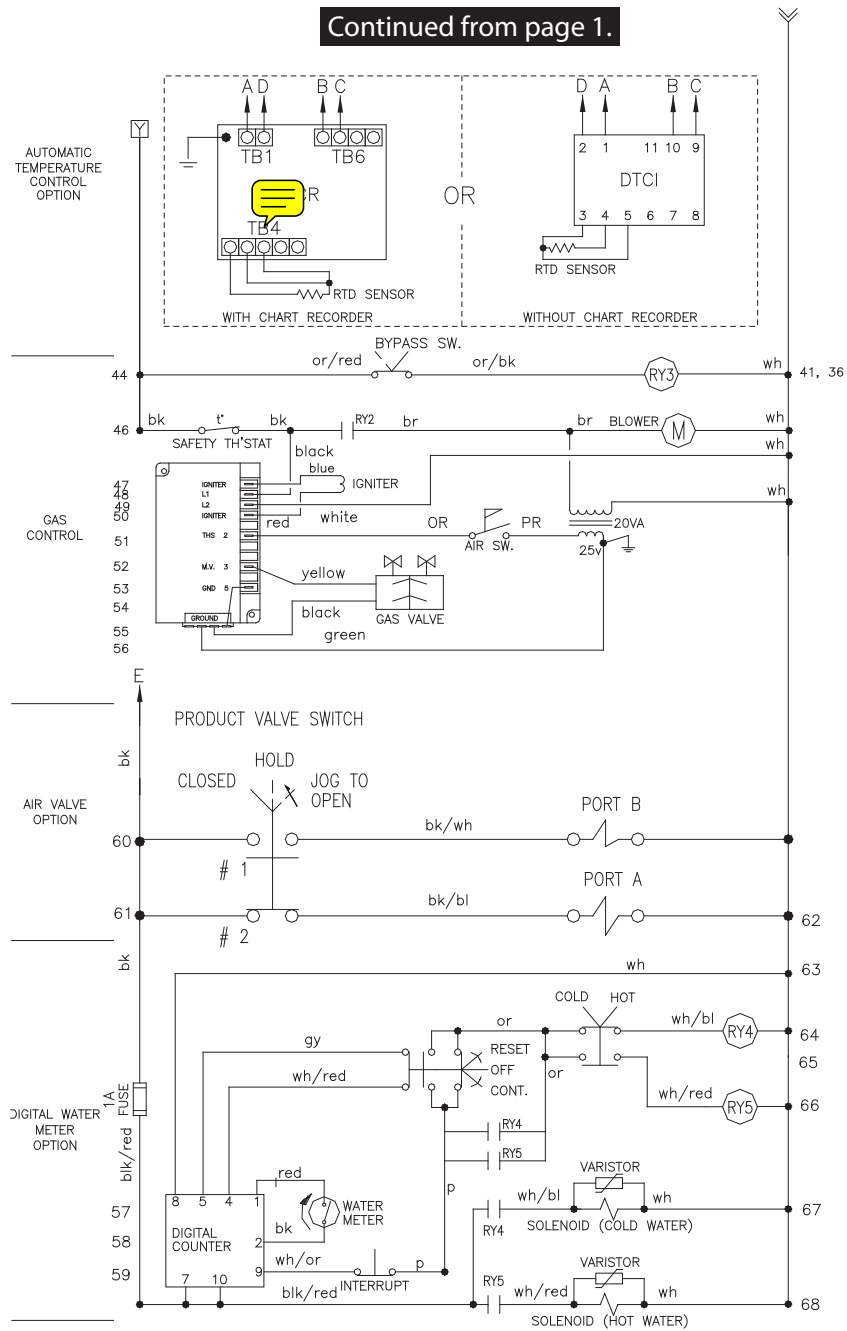 Continued from page 1.
A D B C
D A B C
Y
TB1 TB6
2 1 11 10 9
AUTOMATIC
TEMPERATURE
CONTROL
OPTION
OR
DTCI
R
TB4
3 4 5 6 7 8
RTD SENSOR
RTD SENSOR
WITH CHART RECORDER
WITHOUT CHART RECORDER
BYPASS SW.
44 or/red or/bk RY3 wh 41, 36
46 bk t° bk RY2 br br BLOWER M wh
SAFETY TH'STAT
black
wh
blue
47 IGNITER IGNITER
48 L1
wh
49 L2
50 IGNITER red white
20VA
GAS
CONTROL
51 THS 2 OR AIR SW. PR 25v
52 M.V. 3 yellow
53 GND 5
54
black GAS VALVE
GROUND
55 green
56
E
PRODUCT VALVE SWITCH
bk
HOLD
CLOSED JOG TO
OPEN
AIR VALVE
OPTION
PORT B
60 bk/wh
# 1
PORT A
61 bk/bl 62
# 2
bk
wh 63
COLD HOT
or wh/bl RY4 64
gy
RESET
65
OFF or
wh/red
CONT.
wh/red RY5 66
1A
FUSE
DIGITAL WATER
METER
OPTION
RY4
RY5
blk/red
red
p
VARISTOR
8 5 4 1
WATER
METER
wh/bl wh
57 67
RY4 SOLENOID (COLD WATER)
DIGITAL
COUNTER
bk
58 2
VARISTOR
59 9 wh/or INTERRUPT p
7 10
RY5
blk/red wh/red wh 68
SOLENOID (HOT WATER)